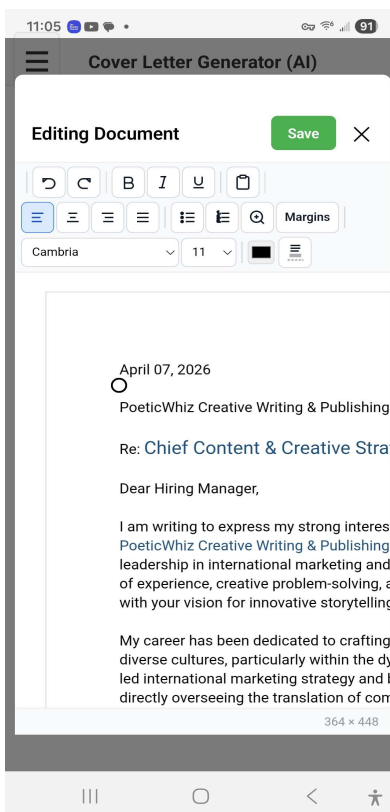 11:05
91
Cover Letter Generator (AI)
Editing Document
Save
B I U
Margins
Cambria
11
April 07, 2026
PoeticWhiz Creative Writing & Publishing
Re: Chief Content & Creative Stra
Dear Hiring Manager,
I am writing to express my strong interes
PoeticWhiz Creative Writing & Publishing
leadership in international marketing and
of experience, creative problem-solving, a
with your vision for innovative storytelling
My career has been dedicated to crafting
diverse cultures, particularly within the dy
led international marketing strategy and b
directly overseeing the translation of com
364 × 448